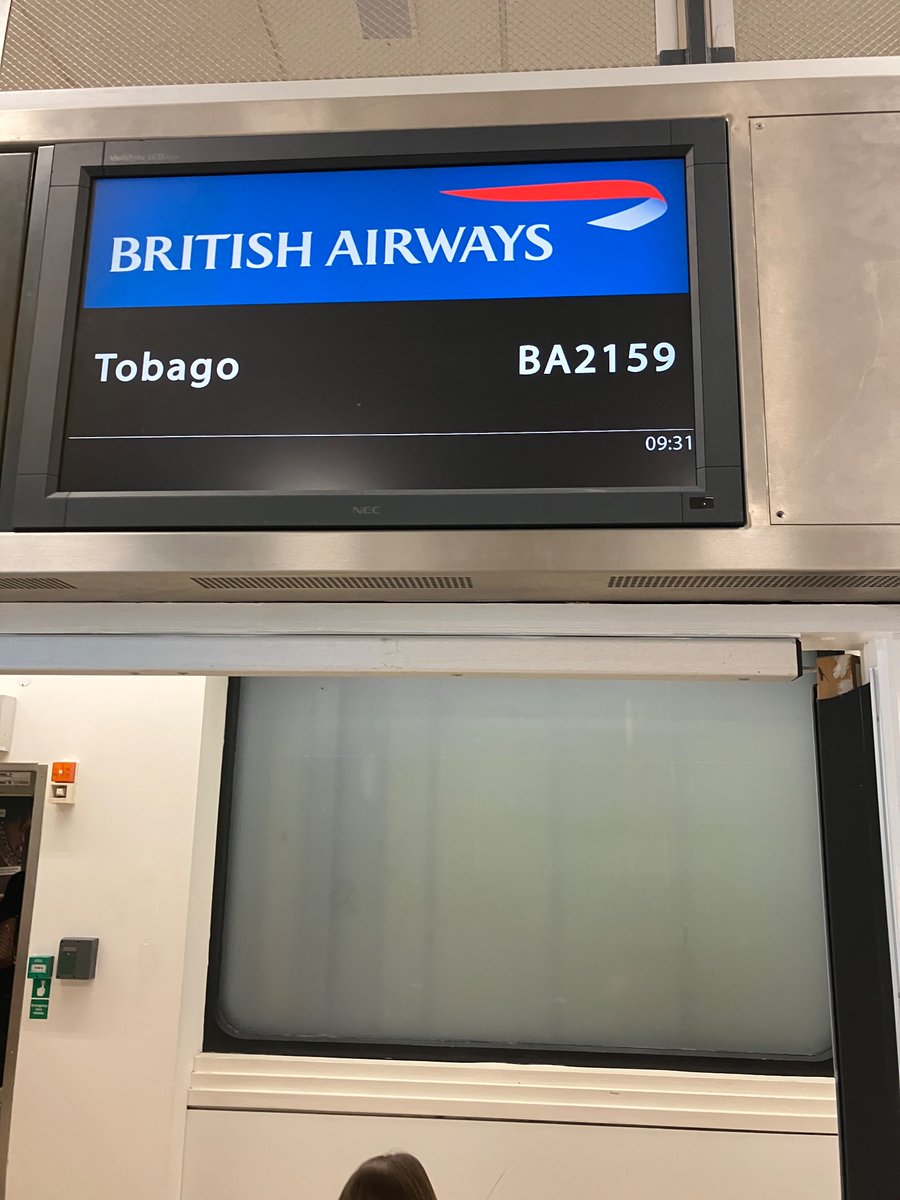 BRITISH AIRWAYS
Tobago BA2159
09:31
NEC